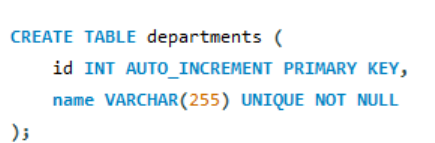 CREATE TABLE departments (
    id INT AUTO_INCREMENT PRIMARY KEY,
    name VARCHAR(255) UNIQUE NOT NULL
);